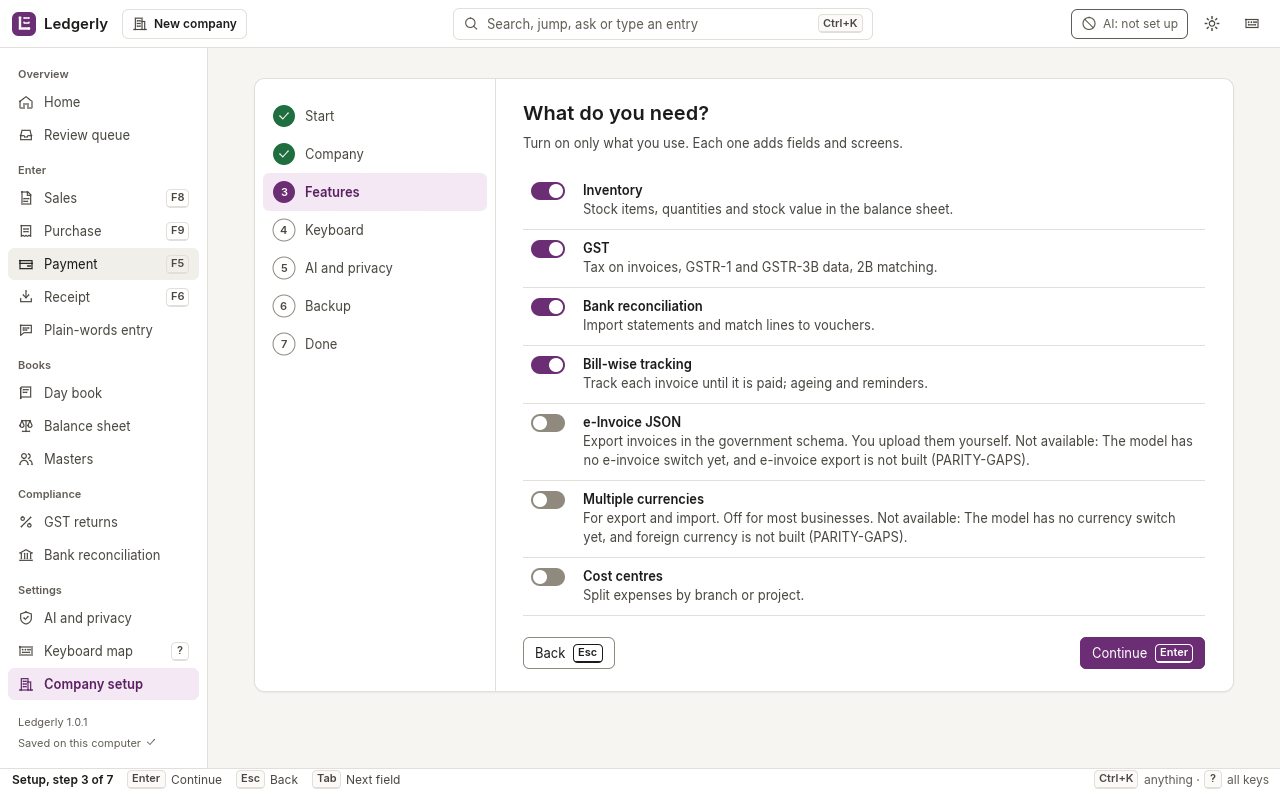 Ledgerly
New company
Search, jump, ask or type an entry
Ctrl+K
AI: not set up
Overview
Home
Review queue
Enter
Sales F8
Purchase F9
Payment F5
Receipt F6
Plain-words entry
Books
Day book
Balance sheet
Masters
Compliance
GST returns
Bank reconciliation
Settings
AI and privacy
Keyboard map ?
Company setup
Ledgerly 1.0.1
Saved on this computer
Start
Company
3 Features
4 Keyboard
5 AI and privacy
6 Backup
7 Done
What do you need?
Turn on only what you use. Each one adds fields and screens.
Inventory
Stock items, quantities and stock value in the balance sheet.
GST
Tax on invoices, GSTR-1 and GSTR-3B data, 2B matching.
Bank reconciliation
Import statements and match lines to vouchers.
Bill-wise tracking
Track each invoice until it is paid; ageing and reminders.
e-Invoice JSON
Export invoices in the government schema. You upload them yourself. Not available: The model has
no e-invoice switch yet, and e-invoice export is not built (PARITY-GAPS).
Multiple currencies
For export and import. Off for most businesses. Not available: The model has no currency switch
yet, and foreign currency is not built (PARITY-GAPS).
Cost centres
Split expenses by branch or project.
Back Esc
Continue Enter
Setup, step 3 of 7 Enter Continue Esc Back Tab Next field
Ctrl+K anything · ? all keys